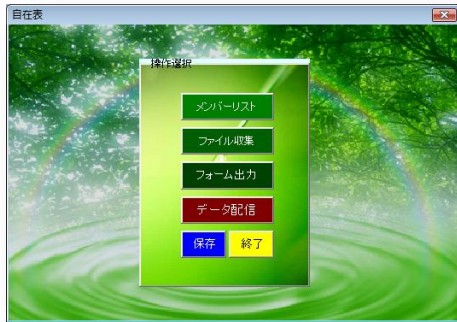 自在表
操作選択
メンバーリスト
ファイル収集
フォーム出力
データ配信
保存 終了